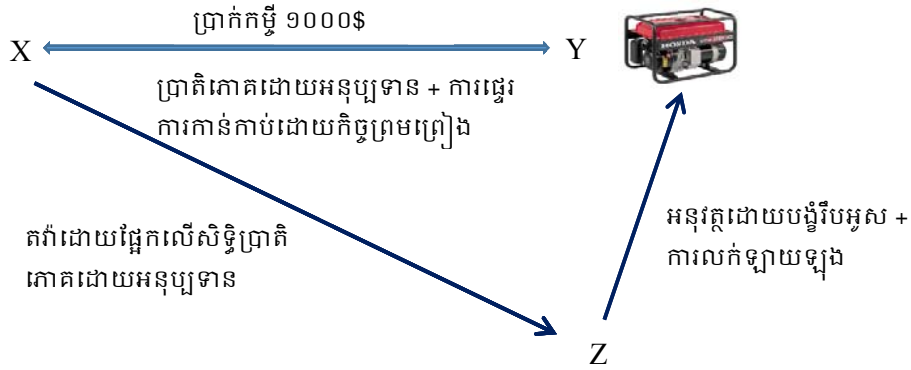 ប្រាក់កម្ចី ១០០០$
X
Y
HONDA
ប្រាតិភោគដោយអនុប្បទាន + ការផ្ទេរ
ការកាន់កាប់ដោយកិច្ចព្រមព្រៀង
តវ៉ាដោយផ្អែកលើសិទ្ធិប្រាតិ
ភោគដោយអនុប្បទាន
អនុវត្តដោយបង្ខំរឹបអូស +
ការលក់ឡាយឡុង
Z